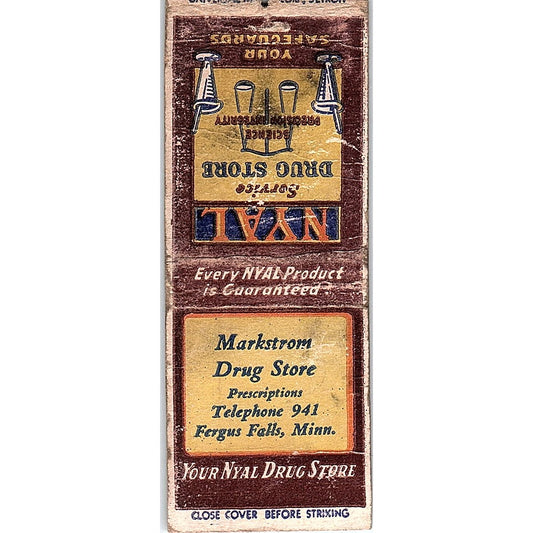 YOUR
SAFEGUARDS
SCIENCE
PRECISION INTEGRITY
NYAL
Service
DRUG STORE
Every NYAL Product
is Guaranteed
Markstrom
Drug Store
Prescriptions
Telephone 941
Fergus Falls, Minn.
YOUR NYAL DRUG STORE
CLOSE COVER BEFORE STRIKING